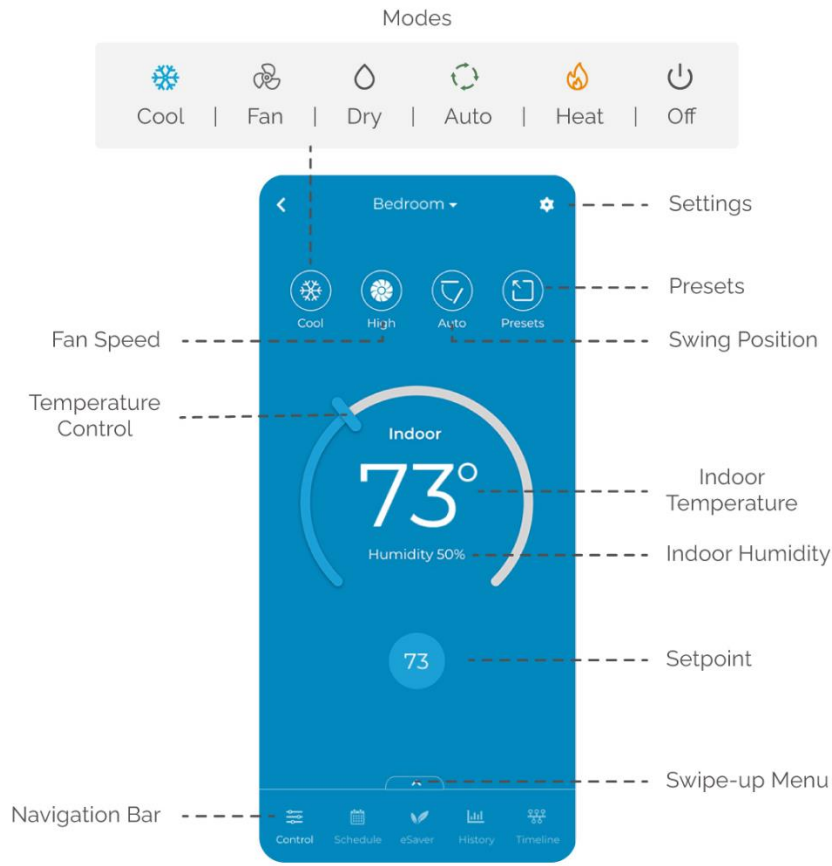 Modes
Cool | Fan | Dry | Auto | Heat | Off
Bedroom
Settings
Presets
Cool High Auto Presets
Fan Speed
Swing Position
Temperature
Control
Indoor
73°
Indoor
Temperature
Humidity 50%
Indoor Humidity
73
Setpoint
Swipe-up Menu
Navigation Bar
Control Schedule eSaver History Timeline